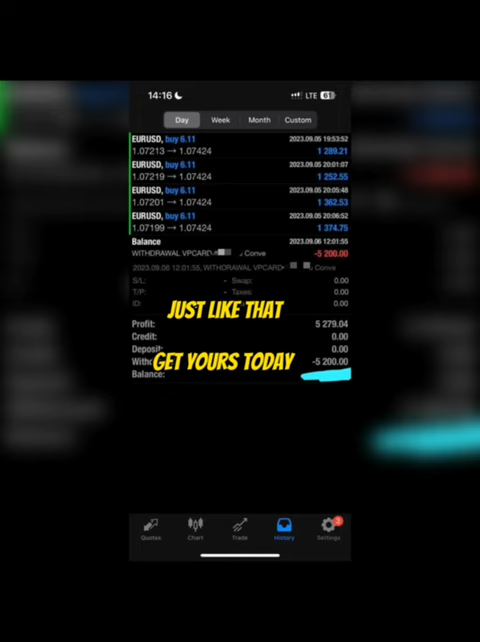 14:16 LTE 61
Day Week Month Custom
EURUSD, buy 6.11 2023.09.05 19:53:52
1.07213 → 1.07424 1 289.21
EURUSD, buy 6.11 2023.09.05 20:01:07
1.07219 → 1.07424 1 252.55
EURUSD, buy 6.11 2023.09.05 20:05:48
1.07201 → 1.07424 1 362.53
EURUSD, buy 6.11 2023.09.05 20:06:52
1.07199 → 1.07424 1 374.75
Balance 2023.09.06 12:01:55
WITHDRAWAL VPCARD Conve -5 200.00
2023.09.06 12:01:55, WITHDRAWAL VPCARD Conve
S/L: - Swap: 0.00
T/P: - Taxes: 0.00
ID: 0.00
JUST LIKE THAT
Profit: 5 279.04
Credit: 0.00
Deposit: 0.00
GET YOURS TODAY -5 200.00
Balance:
Quotes Chart Trade History Settings 3